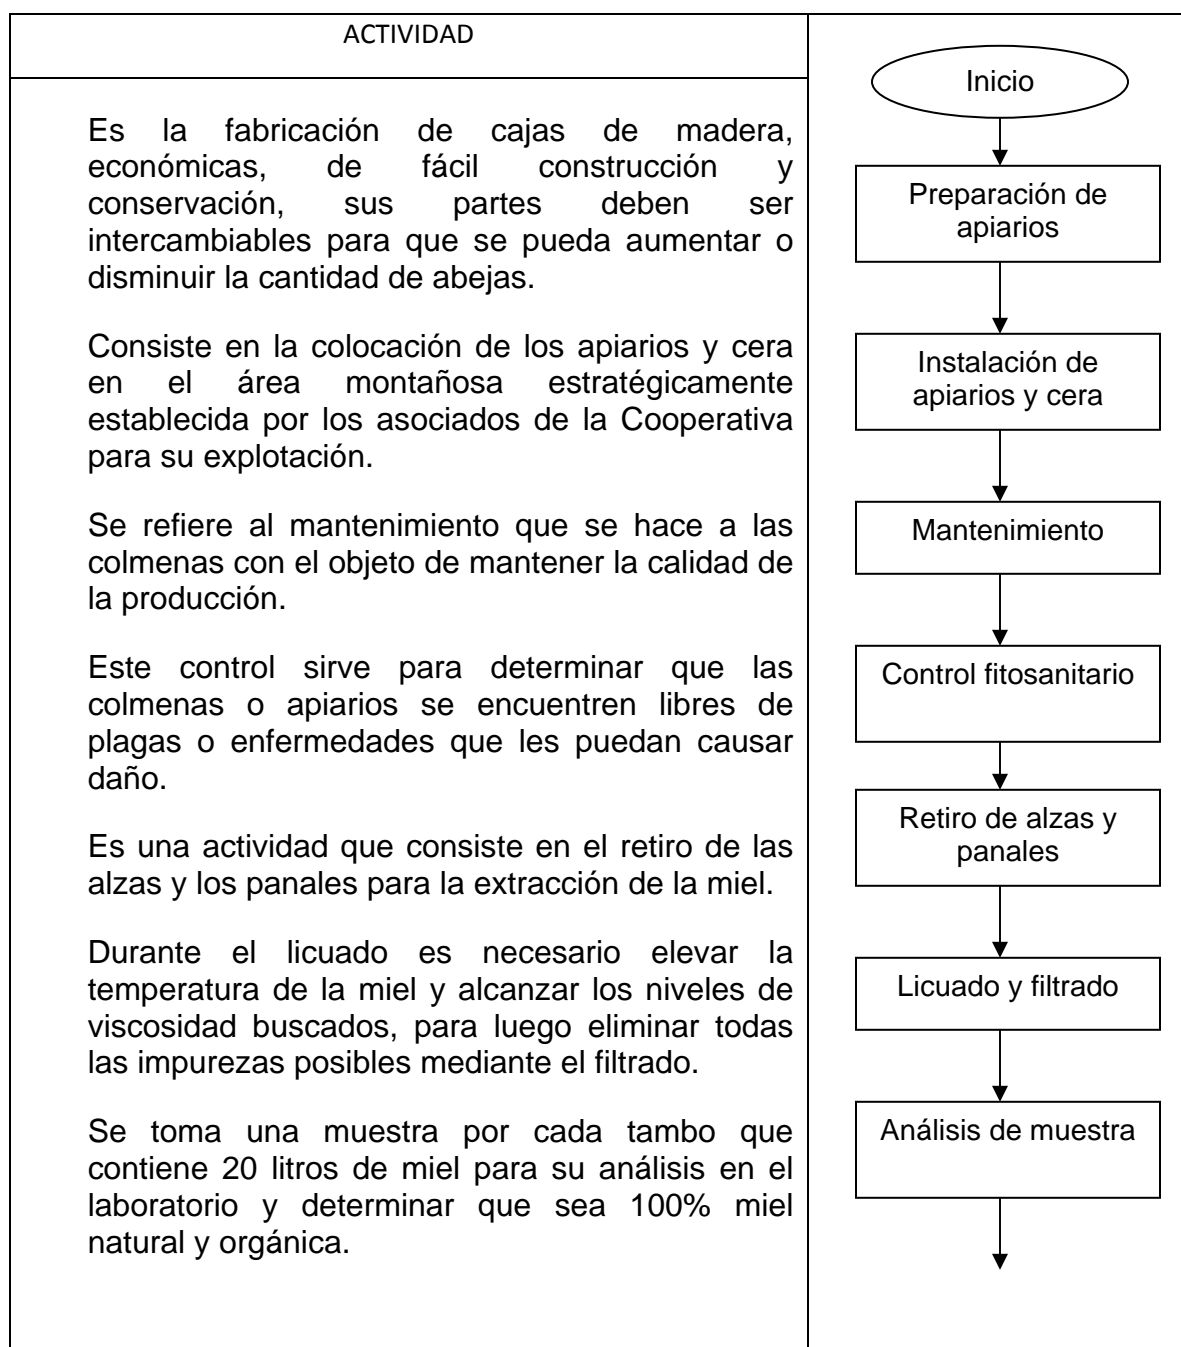 ACTIVIDAD
Es la fabricación de cajas de madera,
económicas, de fácil construcción y
conservación, sus partes deben ser
intercambiables para que se pueda aumentar o
disminuir la cantidad de abejas.
Consiste en la colocación de los apiarios y cera
en el área montañosa estratégicamente
establecida por los asociados de la Cooperativa
para su explotación.
Se refiere al mantenimiento que se hace a las
colmenas con el objeto de mantener la calidad de
la producción.
Este control sirve para determinar que las
colmenas o apiarios se encuentren libres de
plagas o enfermedades que les puedan causar
daño.
Es una actividad que consiste en el retiro de las
alzas y los panales para la extracción de la miel.
Durante el licuado es necesario elevar la
temperatura de la miel y alcanzar los niveles de
viscosidad buscados, para luego eliminar todas
las impurezas posibles mediante el filtrado.
Se toma una muestra por cada tambo que
contiene 20 litros de miel para su análisis en el
laboratorio y determinar que sea 100% miel
natural y orgánica.
Inicio
Preparación de
apiarios
Instalación de
apiarios y cera
Mantenimiento
Control fitosanitario
Retiro de alzas y
panales
Licuado y filtrado
Análisis de muestra